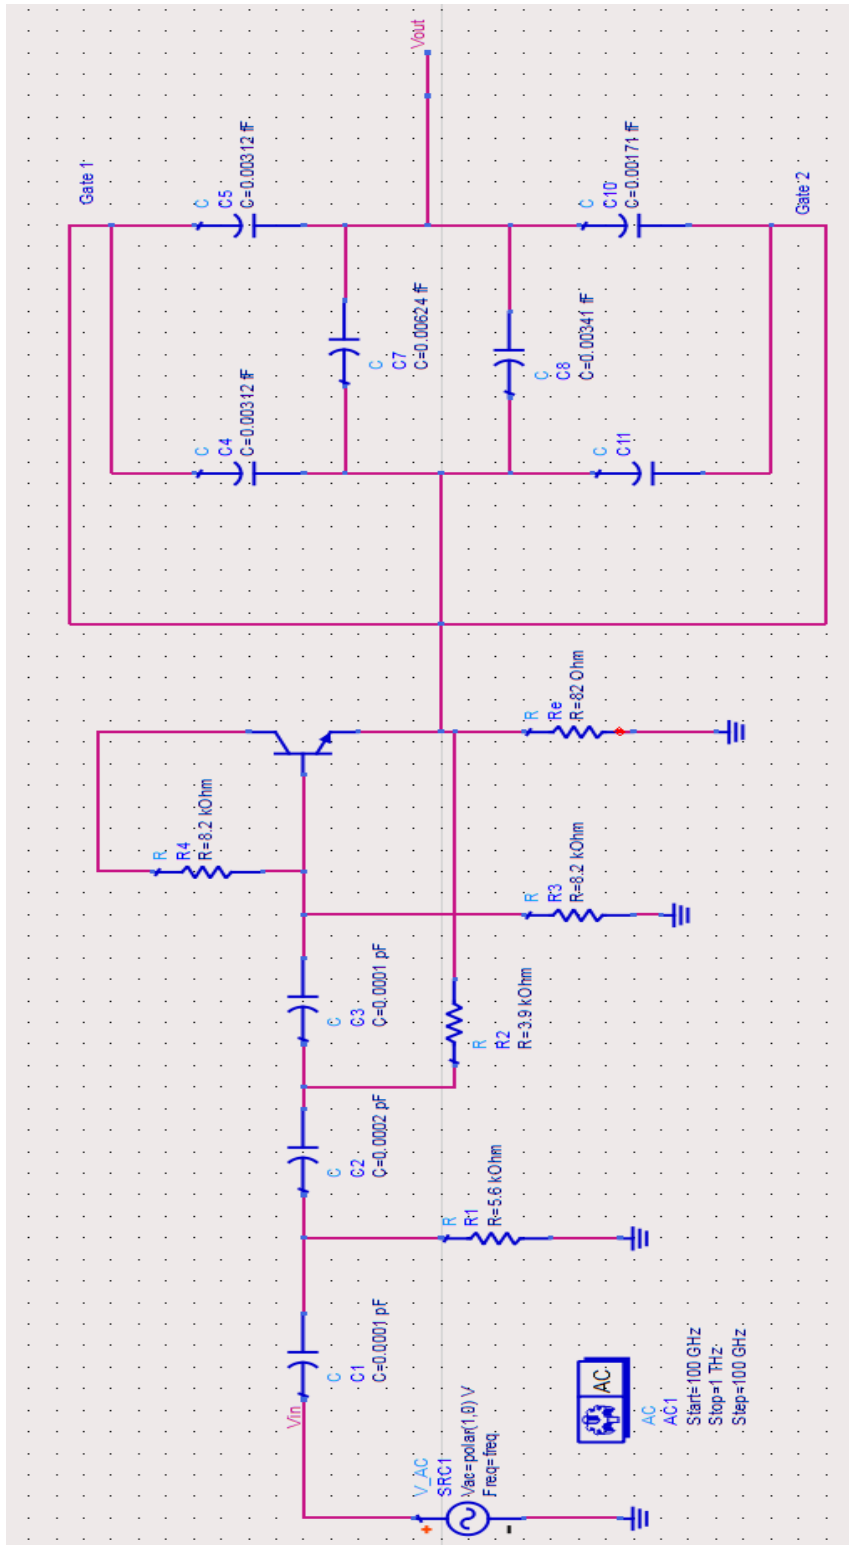 Vin
V_AC
SRC1
Vac=polar(1,0) V
Freq=freq
+
-
C
C1
C=0.0001 pF
R
R1
R=5.6 kOhm
C
C2
C=0.0002 pF
R
R2
R=3.9 kOhm
C
C3
C=0.0001 pF
R
R3
R=8.2 kOhm
R
R4
R=8.2 kOhm
R
Re
R=82 Ohm
C
C4
C=0.00312 fF
C
C5
C=0.00312 fF
C
C7
C=0.00624 fF
C
C8
C=0.00341 fF
C
C11
C
C10
C=0.00171 fF
Gate 1
Gate 2
Vout
AC
AC
AC1
Start=100 GHz
Stop=1 THz
Step=100 GHz